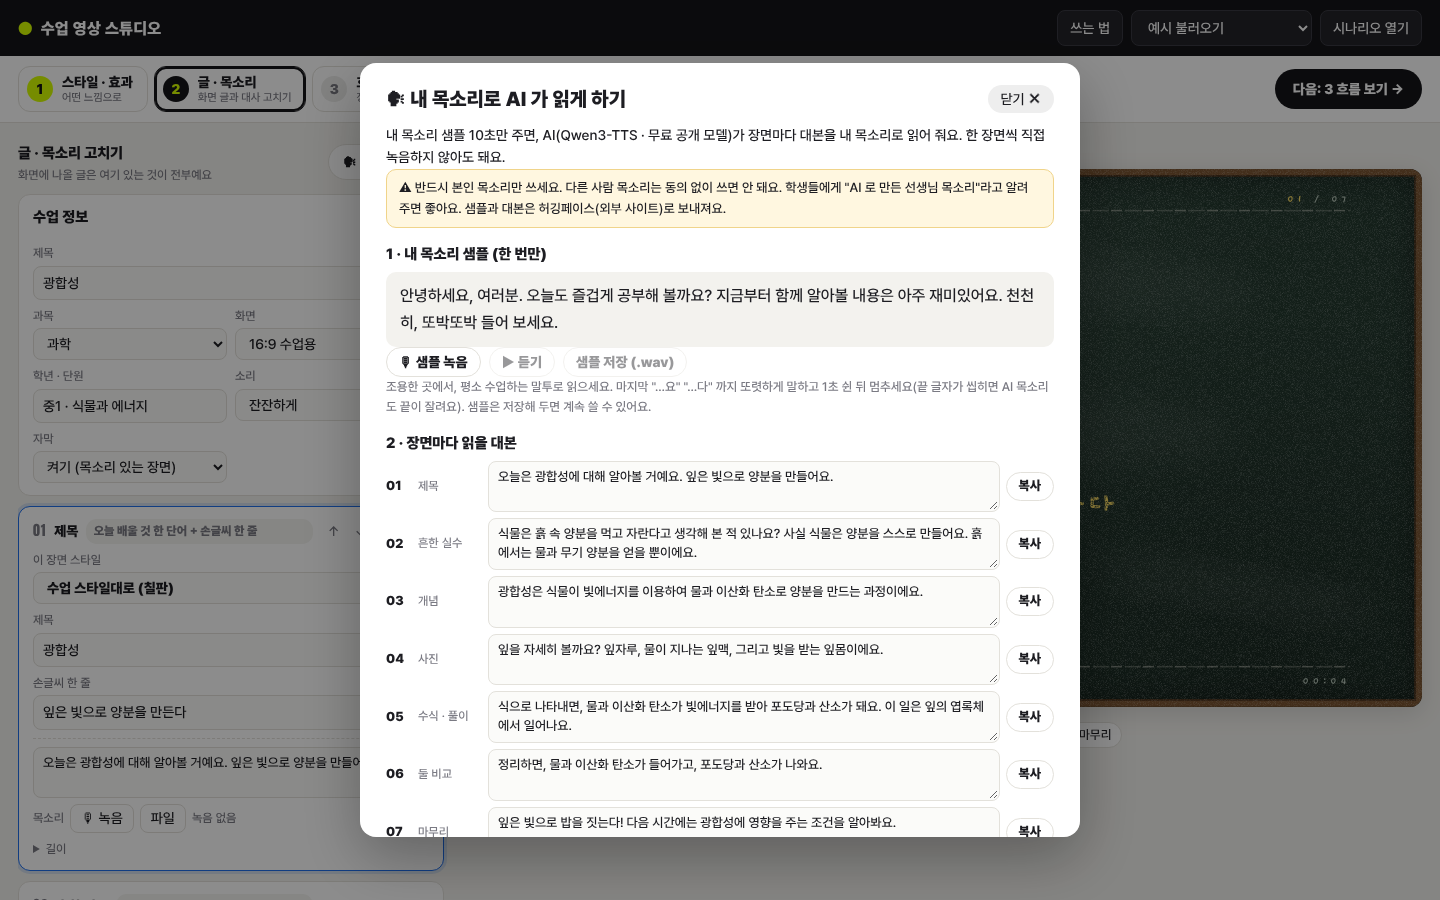 수업 영상 스튜디오
쓰는 법
예시 불러오기
시나리오 열기
1 스타일 · 효과
어떤 느낌으로
2 글 · 목소리
화면 글과 대사 고치기
3
다음: 3 흐름 보기 →
글 · 목소리 고치기
화면에 나올 글은 여기 있는 것이 전부예요
수업 정보
제목
광합성
과목
화면
과학
16:9 수업용
학년 · 단원
소리
중1 · 식물과 에너지
잔잔하게
자막
켜기 (목소리 있는 장면)
01 제목 오늘 배울 것 한 단어 + 손글씨 한 줄 ↑
이 장면 스타일
수업 스타일대로 (칠판)
제목
광합성
손글씨 한 줄
잎은 빛으로 양분을 만든다
오늘은 광합성에 대해 알아볼 거예요. 잎은 빛으로 양분을 만들어
목소리 녹음 파일 녹음 없음
▶ 길이
내 목소리로 AI 가 읽게 하기
닫기 ✕
내 목소리 샘플 10초만 주면, AI(Qwen3-TTS · 무료 공개 모델)가 장면마다 대본을 내 목소리로 읽어 줘요. 한 장면씩 직접
녹음하지 않아도 돼요.
⚠ 반드시 본인 목소리만 쓰세요. 다른 사람 목소리는 동의 없이 쓰면 안 돼요. 학생들에게 "AI 로 만든 선생님 목소리"라고 알려
주면 좋아요. 샘플과 대본은 허깅페이스(외부 사이트)로 보내져요.
1 · 내 목소리 샘플 (한 번만)
안녕하세요, 여러분. 오늘도 즐겁게 공부해 볼까요? 지금부터 함께 알아볼 내용은 아주 재미있어요. 천천
히, 또박또박 들어 보세요.
샘플 녹음
▶ 듣기
샘플 저장 (.wav)
조용한 곳에서, 평소 수업하는 말투로 읽으세요. 마지막 "…요" "…다" 까지 또렷하게 말하고 1초 쉰 뒤 멈추세요(끝 글자가 씹히면 AI 목소리
도 끝이 잘려요). 샘플은 저장해 두면 계속 쓸 수 있어요.
2 · 장면마다 읽을 대본
01 제목
오늘은 광합성에 대해 알아볼 거예요. 잎은 빛으로 양분을 만들어요.
복사
02 흔한 실수
식물은 흙 속 양분을 먹고 자란다고 생각해 본 적 있나요? 사실 식물은 양분을 스스로 만들어요. 흙
에서는 물과 무기 양분을 얻을 뿐이에요.
복사
03 개념
광합성은 식물이 빛에너지를 이용하여 물과 이산화 탄소로 양분을 만드는 과정이에요.
복사
04 사진
잎을 자세히 볼까요? 잎자루, 물이 지나는 잎맥, 그리고 빛을 받는 잎몸이에요.
복사
05 수식 · 풀이
식으로 나타내면, 물과 이산화 탄소가 빛에너지를 받아 포도당과 산소가 돼요. 이 일은 잎의 엽록체
에서 일어나요.
복사
06 둘 비교
정리하면, 물과 이산화 탄소가 들어가고, 포도당과 산소가 나와요.
복사
07 마무리
잎은 빛으로 밥을 짓는다! 다음 시간에는 광합성에 영향을 주는 조건을 알아봐요.
복사
01 / 07
다
00:04
마무리